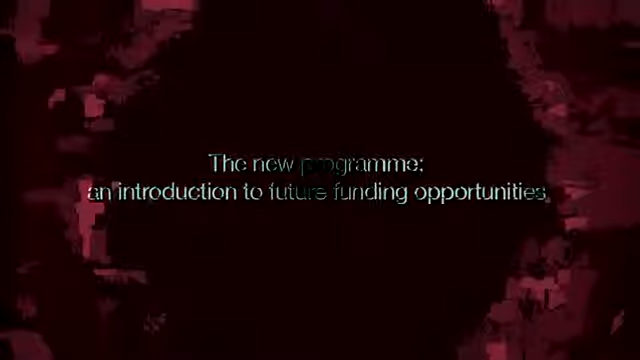 The new programme:
an introduction to future funding opportunities